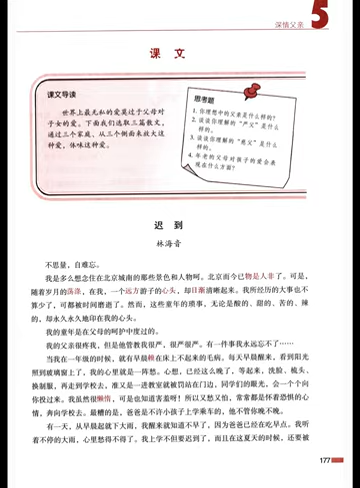 深情父亲
5
课 文
课文导读
世界上最无私的爱莫过于父母对
子女的爱。下面我们选取三篇散文，
通过三个家庭、从三个侧面来放大这
种爱，体味这种爱。
思考题
1. 你理想中的父亲是什么样的？
2. 谈谈你理解的“严父”是什么
样的。
3. 谈谈你理解的“慈父”是什么
样的。
4. 年老的父母对孩子的爱会表
现在什么方面？
迟 到
林海音
不思量，自难忘。
我是多么想念住在北京城南的那些景色和人物呵。北京而今已物是人非了。可是，
随着岁月的荡涤，在我，一个远方游子的心头，却日渐清晰起来。我所经历的大事也不
算少了，可都被时间磨逝了。然而，这些童年的琐事，无论是酸的、甜的、苦的、辣
的，却永久永久地印在我的心头。
我的童年是在父母的呵护中度过的。
我的父亲很疼我，但是他管教我很严，很严很严。有一件事我永远忘不了……
当我在一年级的时候，就有早晨赖在床上不起来的毛病。每天早晨醒来，看到阳光
照到玻璃窗上了，我的心里就是一阵愁。心想，已经这么晚了，等起来，洗脸、梳头、
换制服，再走到学校去，准又是一进教室就被罚站在门边，同学们的眼光，会一个个向
你投过来。我虽然很懒惰，可是也知道害羞呀！所以又愁又怕，常常都是怀着恐惧的心
情，奔向学校去。最糟的是，爸爸是不许小孩子上学乘车的，他不管你晚不晚。
有一天，从早晨起就下大雨，我醒来就知道不早了，因为爸爸已经在吃早点。我听
着不停的大雨，心里愁得不得了。我上学不但要迟到了，而且在这夏天的时候，还要被
177